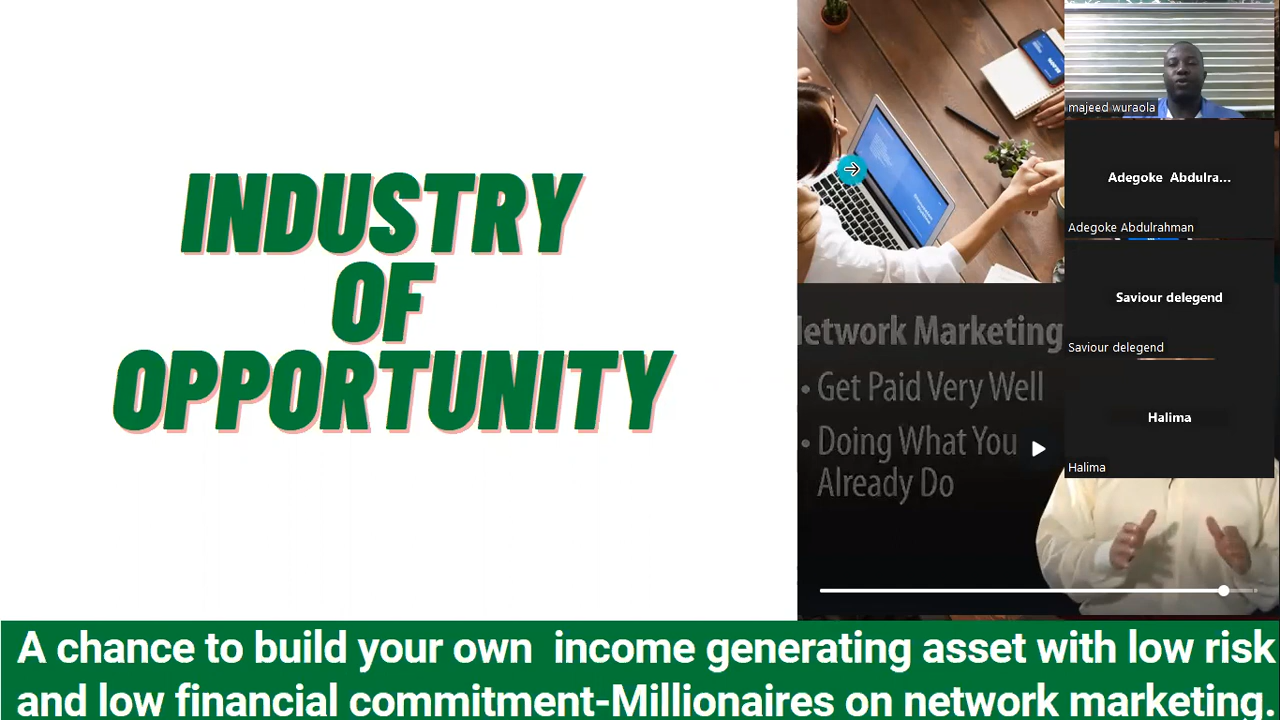 INDUSTRY
OF
OPPORTUNITY
Network Marketing
• Get Paid Very Well
• Doing What You
Already Do
majeed wuraola
Adegoke Abdulra...
Adegoke Abdulrahman
Saviour delegend
Saviour delegend
Halima
Halima
A chance to build your own income generating asset with low risk
and low financial commitment-Millionaires on network marketing.